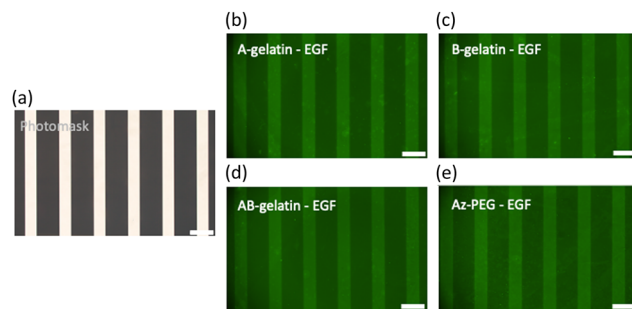 (a)
Photomask
(b)
A-gelatin - EGF
(c)
B-gelatin - EGF
(d)
AB-gelatin - EGF
(e)
Az-PEG - EGF